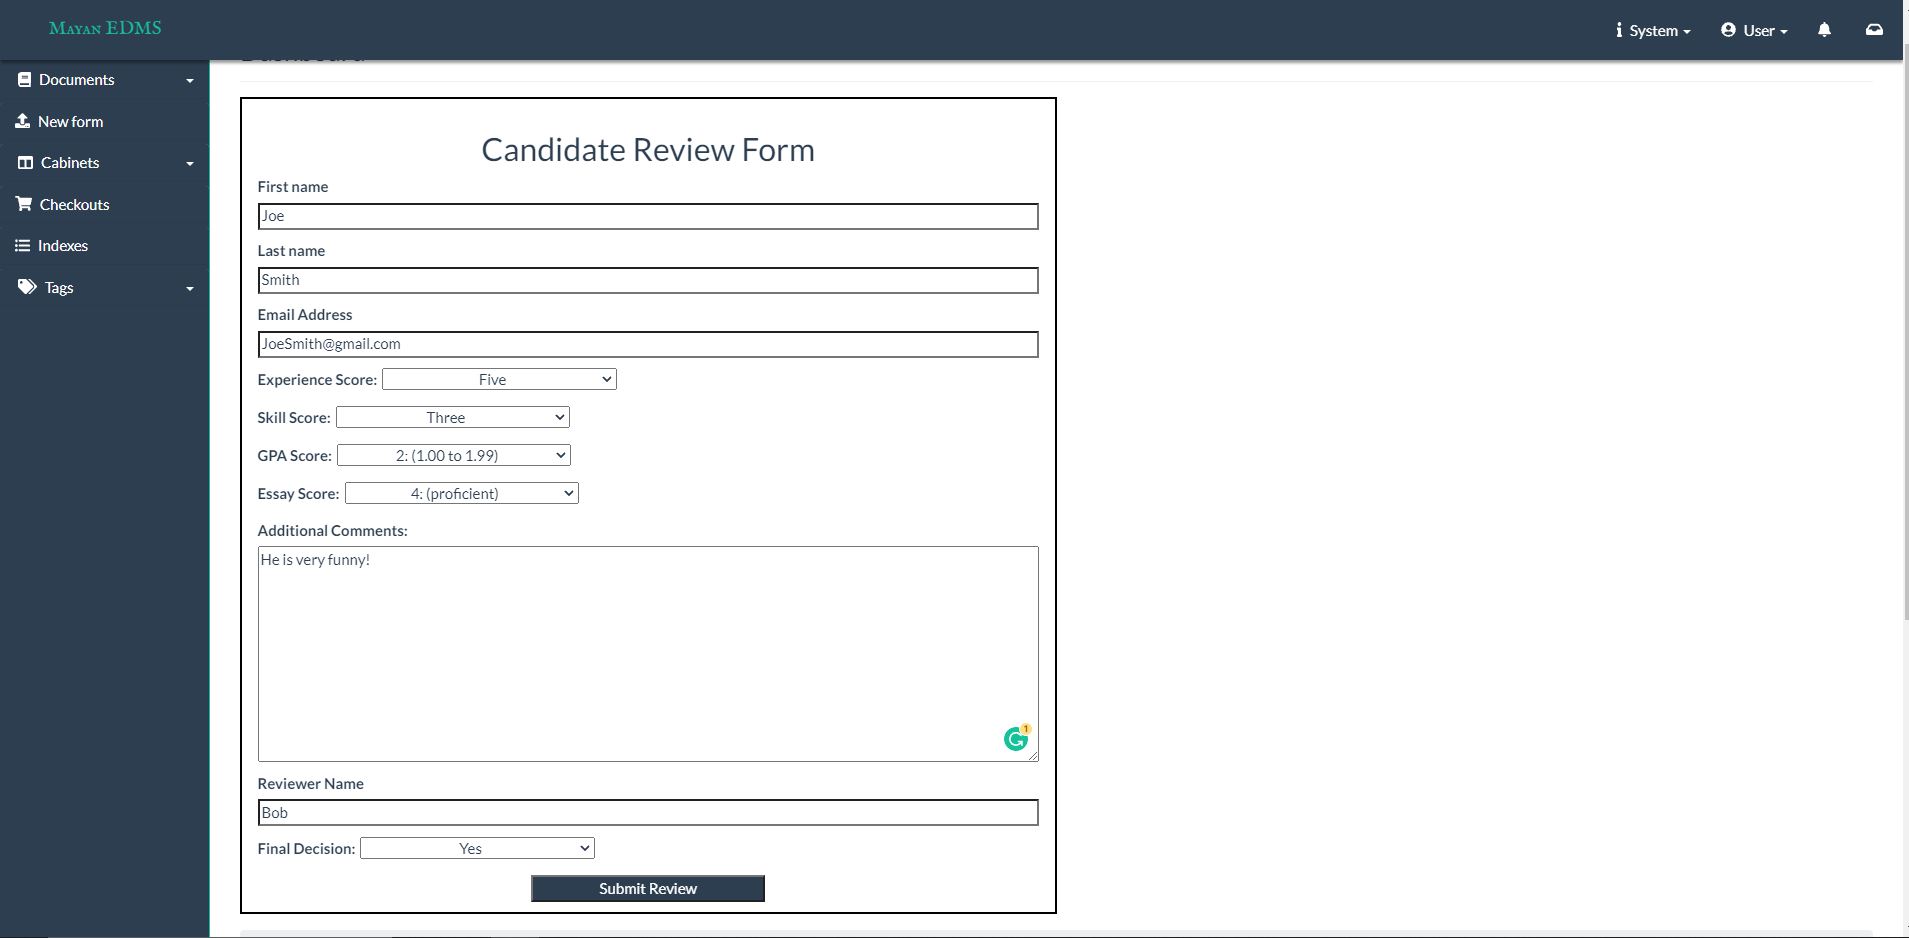 Mayan EDMS
System
User
Documents
New form
Cabinets
Checkouts
Indexes
Tags
Dashboard
Candidate Review Form
First name
Joe
Last name
Smith
Email Address
JoeSmith@gmail.com
Experience Score: Five
Skill Score: Three
GPA Score: 2: (1.00 to 1.99)
Essay Score: 4: (proficient)
Additional Comments:
He is very funny!
1
Reviewer Name
Bob
Final Decision: Yes
Submit Review